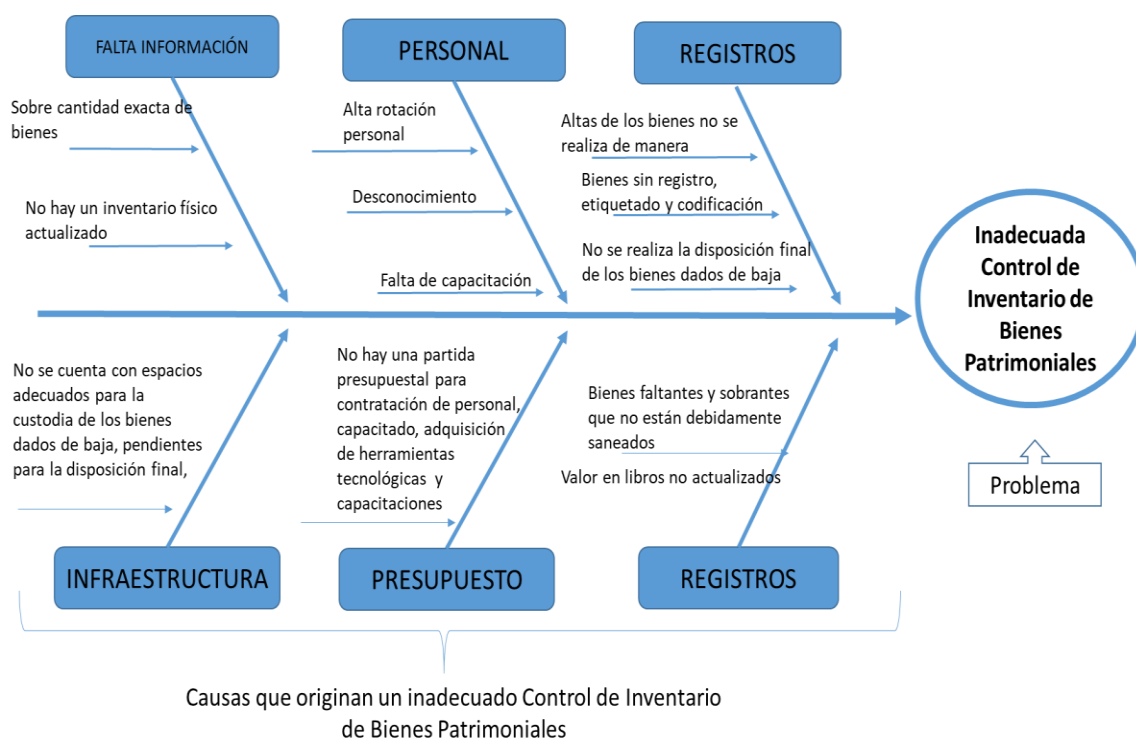 FALTA INFORMACIÓN
PERSONAL
REGISTROS
Sobre cantidad exacta de
bienes
No hay un inventario físico
actualizado
Alta rotación
personal
Desconocimiento
Falta de capacitación
Altas de los bienes no se
realiza de manera
Bienes sin registro,
etiquetado y codificación
No se realiza la disposición final
de los bienes dados de baja
Inadecuada
Control de
Inventario de
Bienes
Patrimoniales
No se cuenta con espacios
adecuados para la
custodia de los bienes
dados de baja, pendientes
para la disposición final,
No hay una partida
presupuestal para
contratación de personal,
capacitado, adquisición
de herramientas
tecnológicas y
capacitaciones
Bienes faltantes y sobrantes
que no están debidamente
saneados
Valor en libros no actualizados
Problema
INFRAESTRUCTURA
PRESUPUESTO
REGISTROS
Causas que originan un inadecuado Control de Inventario
de Bienes Patrimoniales